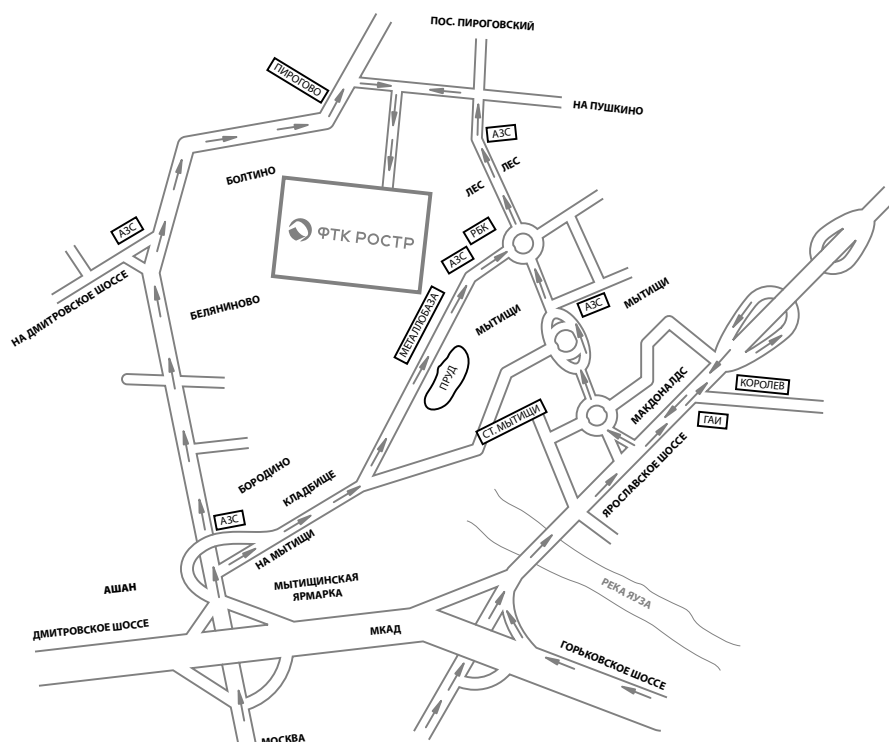 ПОС. ПИРОГОВСКИЙ
ПИРОГОВО
НА ПУШКИНО
АЗС
ЛЕС
ЛЕС
БОЛТИНО
АЗС
РБК
ФТК РОСТР
АЗС
НА ДМИТРОВСКОЕ ШОССЕ
БЕЛЯНИНОВО
МЕТАЛЛОБАЗА
МЫТИЩИ
АЗС
МЫТИЩИ
ПРУД
МАКДОНАЛДС
КОРОЛЕВ
ГАИ
СТ. МЫТИЩИ
ЯРОСЛАВСКОЕ ШОССЕ
БОРОДИНО
КЛАДБИЩЕ
АЗС
НА МЫТИЩИ
АШАН
МЫТИЩИНСКАЯ
ЯРМАРКА
РЕКА ЯУЗА
ДМИТРОВСКОЕ ШОССЕ
МКАД
ГОРЬКОВСКОЕ ШОССЕ
МОСКВА